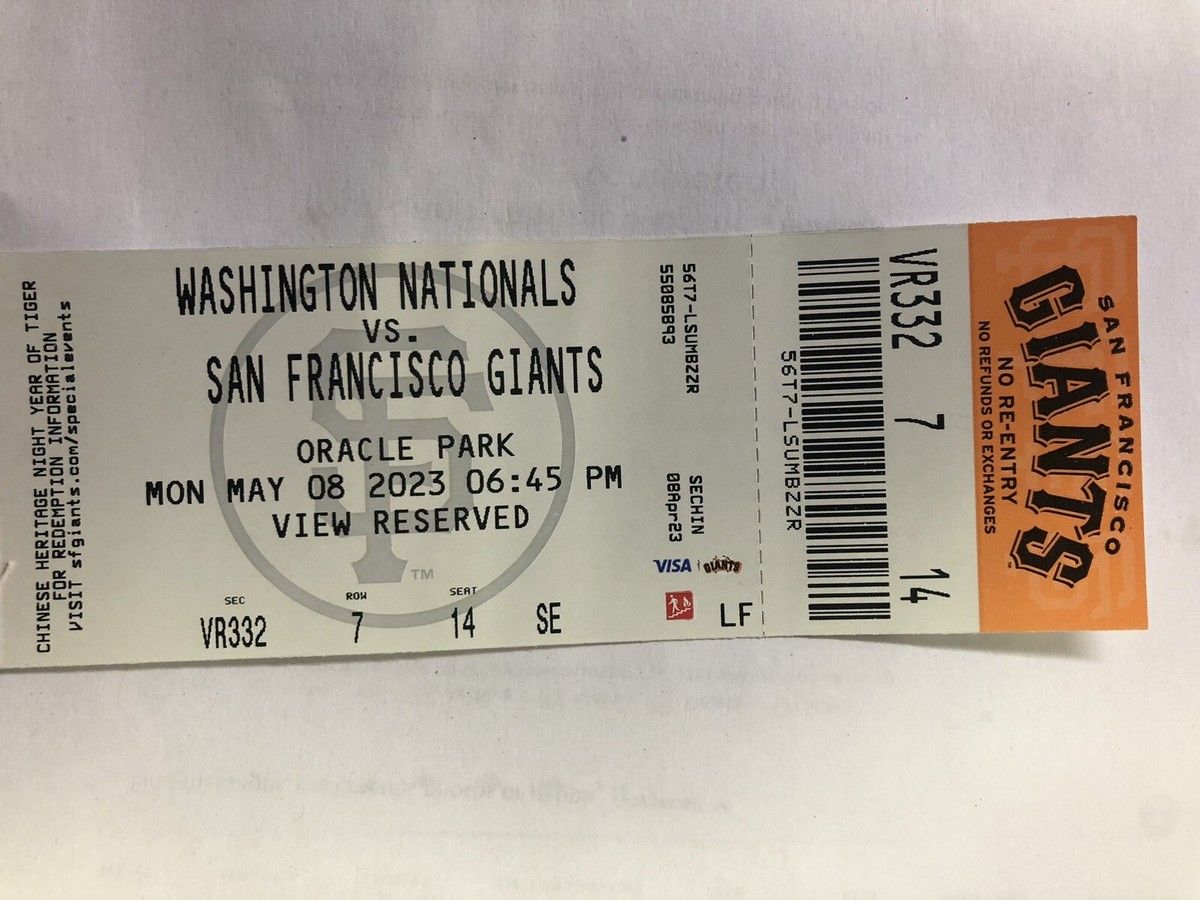 CHINESE HERITAGE NIGHT YEAR OF TIGER
FOR REDEMPTION INFORMATION
VISIT sfgiants.com/specialevents
WASHINGTON NATIONALS
VS.
SAN FRANCISCO GIANTS
ORACLE PARK
MON MAY 08 2023 06:45 PM
VIEW RESERVED
SF
TM
SEC
ROW
SEAT
VR332
7
14
SE
56T7-LSUMBZZR
55085893
SECHIN
08Apr23
VISA
GIANTS
LF
56T7-LSUMBZZR
VR332 7 14
SAN FRANCISCO
GIANTS
NO RE-ENTRY
NO REFUNDS OR EXCHANGES